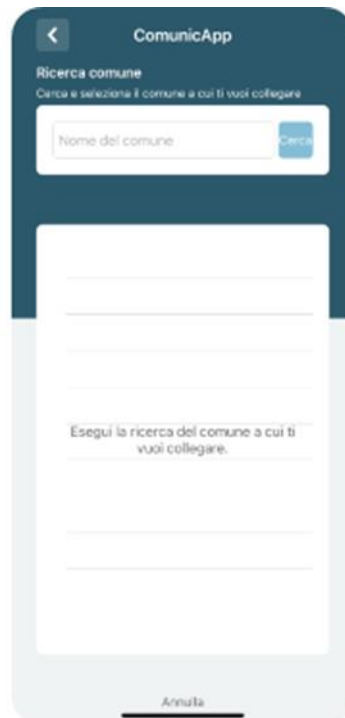 ComunicApp
Ricerca comune
Cerca e seleziona il comune a cui ti vuoi collegare
Nome del comune
Cerca
Esegui la ricerca del comune a cui ti
vuoi collegare.
Annulla